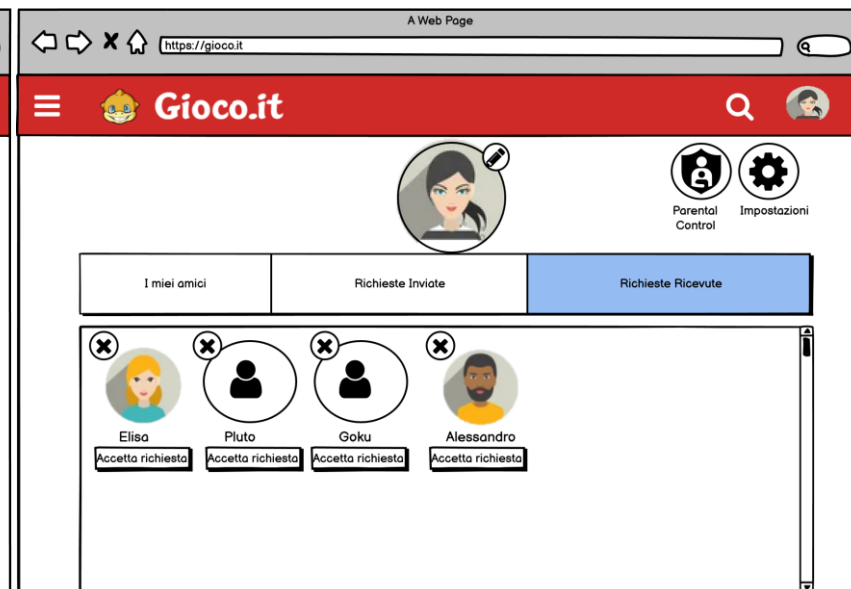 A Web Page
https://gioco.it
Gioco.it
Parental
Control
Impostazioni
I miei amici
Richieste Inviate
Richieste Ricevute
Elisa
Pluto
Goku
Alessandro
Accetta richiesta
Accetta richiesta
Accetta richiesta
Accetta richiesta